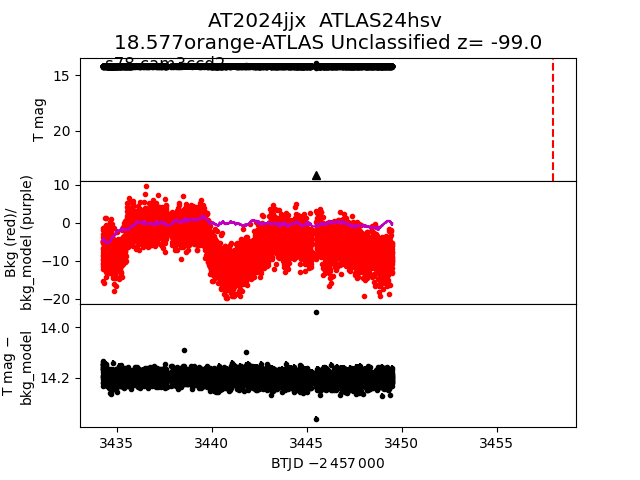 AT2024jjx ATLAS24hsv
18.577orange-ATLAS Unclassified z= -99.0
s78 cam3ccd2
15
20
T mag
10
0
−10
−20
Bkg (red)/
bkg_model (purple)
14.0
14.2
T mag −
bkg_model
3435
3440
3445
3450
3455
BTJD −2 457 000